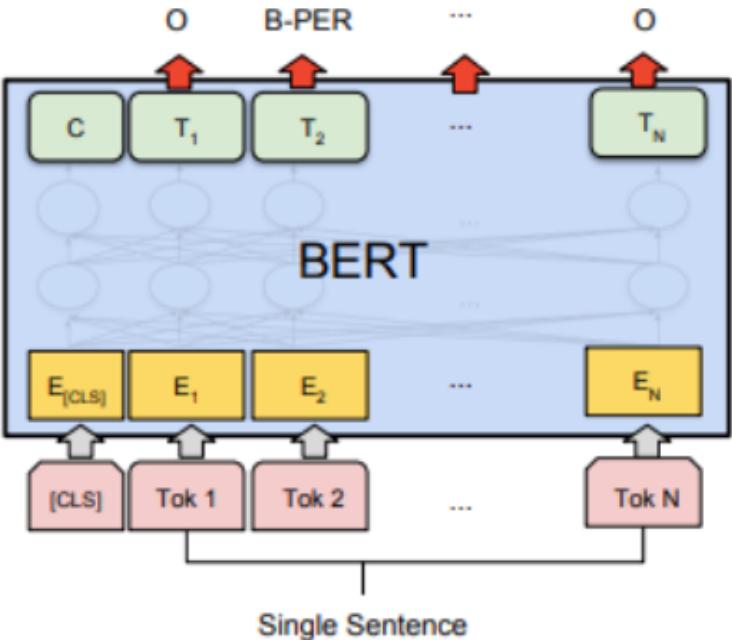 O B-PER ... O
C T1 T2 ... TN
...
BERT
...
E[CLS] E1 E2 ... EN
[CLS] Tok 1 Tok 2 ... Tok N
Single Sentence